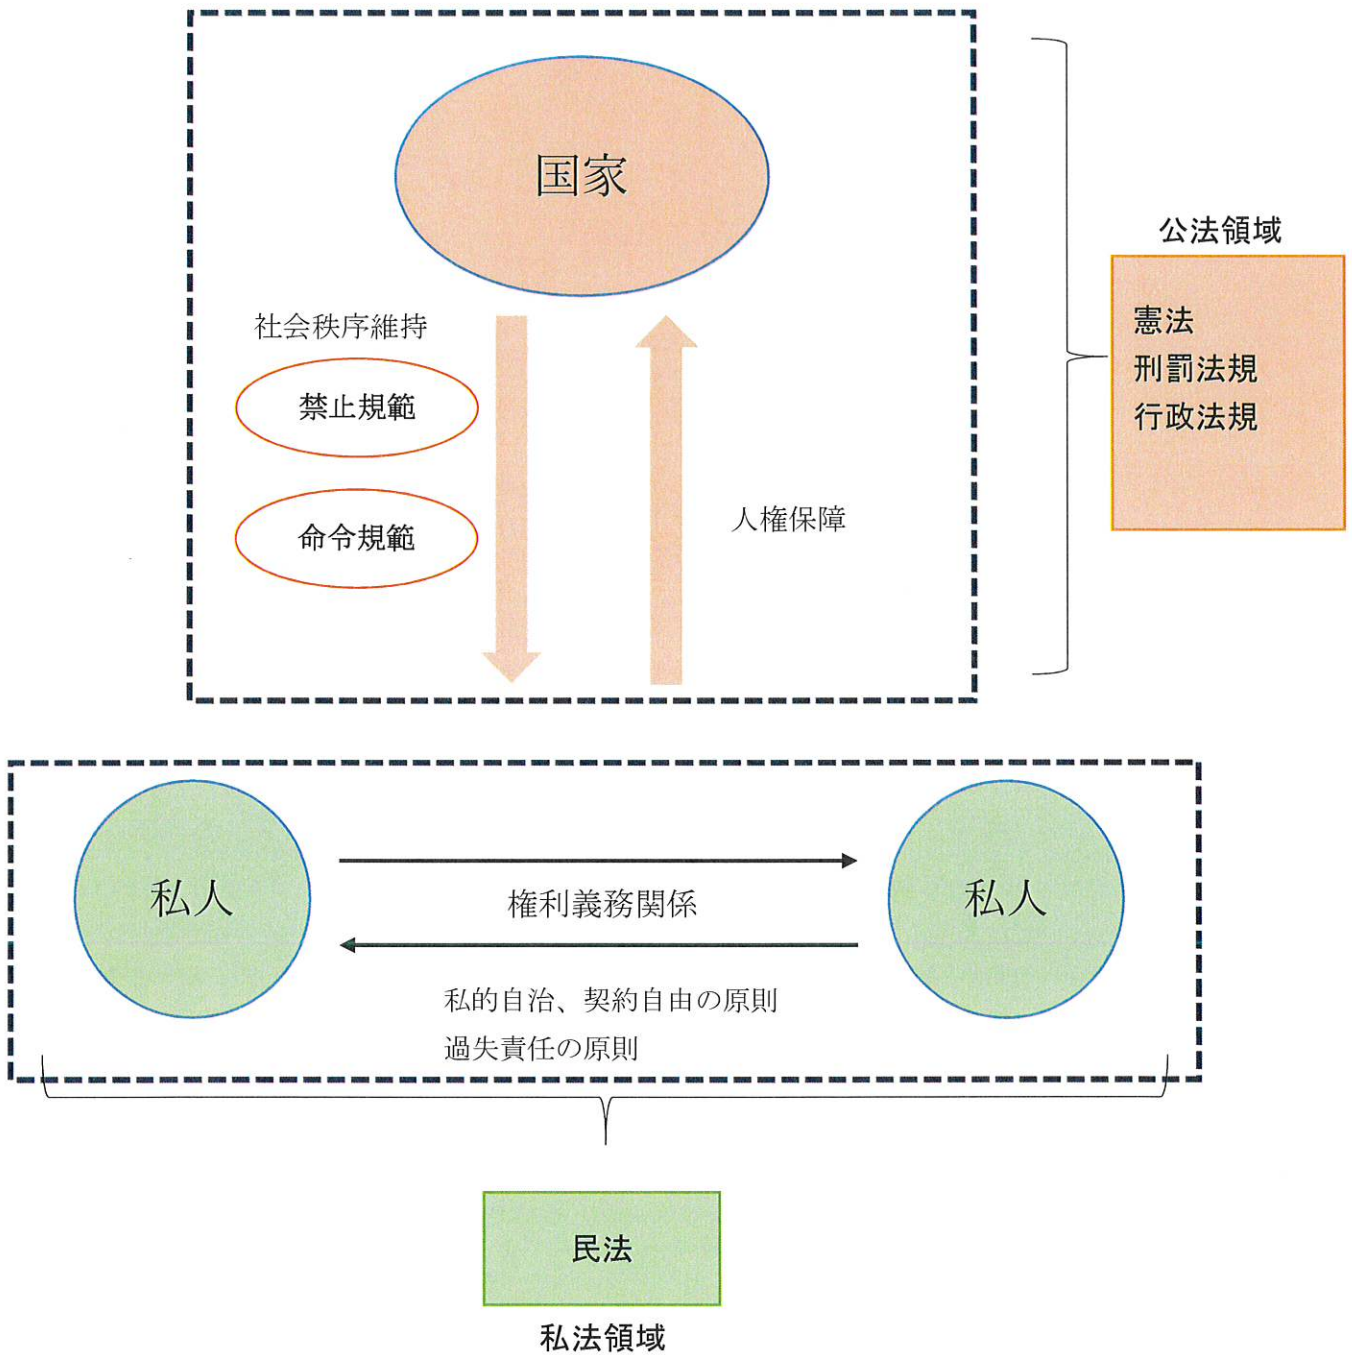 国家
公法領域
憲法
刑罰法規
行政法規
社会秩序維持
禁止規範
命令規範
人権保障
私人
権利義務関係
私人
私的自治、契約自由の原則
過失責任の原則
民法
私法領域